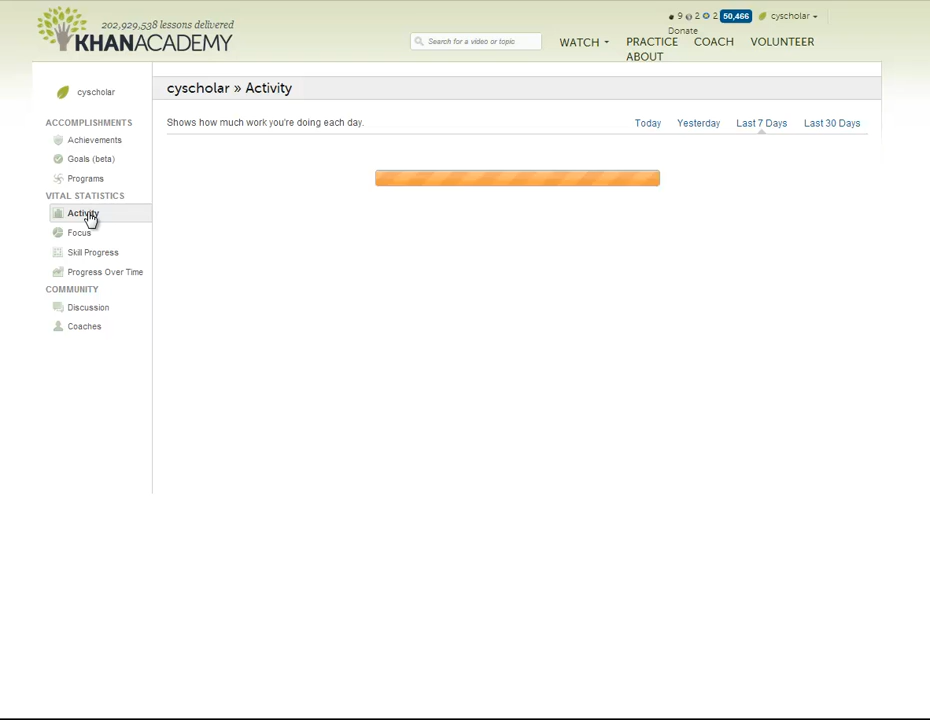 202,929,538 lessons delivered
KHANACADEMY
9 2 2 50,466 cyscholar
Donate
Search for a video or topic
WATCH PRACTICE COACH VOLUNTEER
ABOUT
cyscholar
ACCOMPLISHMENTS
Achievements
Goals (beta)
Programs
VITAL STATISTICS
Activity
Focus
Skill Progress
Progress Over Time
COMMUNITY
Discussion
Coaches
cyscholar » Activity
Shows how much work you're doing each day.
Today Yesterday Last 7 Days Last 30 Days